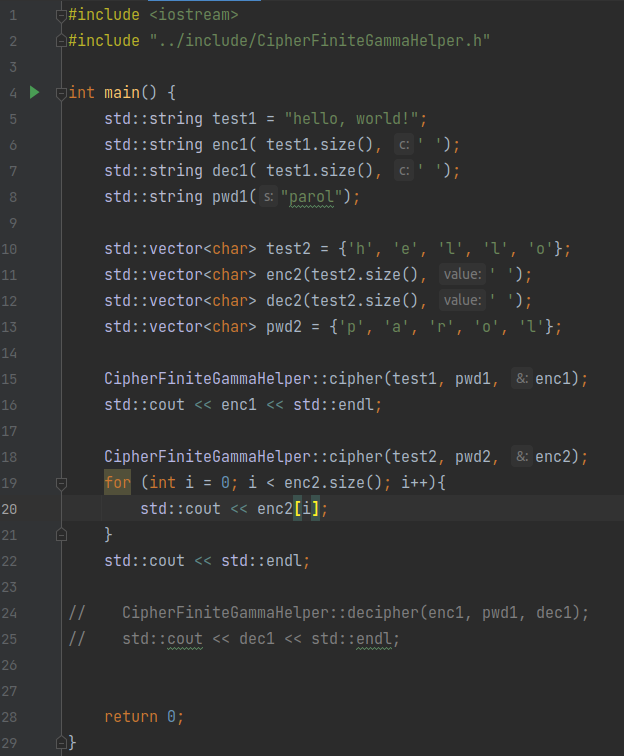 1 #include <iostream>
2 #include "../include/CipherFiniteGammaHelper.h"
3
4 int main() {
5 std::string test1 = "hello, world!";
6 std::string enc1( test1.size(), c: ' ');
7 std::string dec1( test1.size(), c: ' ');
8 std::string pwd1( s: "parol");
9
10 std::vector<char> test2 = {'h', 'e', 'l', 'l', 'o'};
11 std::vector<char> enc2(test2.size(), value: ' ');
12 std::vector<char> dec2(test2.size(), value: ' ');
13 std::vector<char> pwd2 = {'p', 'a', 'r', 'o', 'l'};
14
15 CipherFiniteGammaHelper::cipher(test1, pwd1, &: enc1);
16 std::cout << enc1 << std::endl;
17
18 CipherFiniteGammaHelper::cipher(test2, pwd2, &: enc2);
19 for (int i = 0; i < enc2.size(); i++){
20 std::cout << enc2[i];
21 }
22 std::cout << std::endl;
23
24 // CipherFiniteGammaHelper::decipher(enc1, pwd1, dec1);
25 // std::cout << dec1 << std::endl;
26
27
28 return 0;
29 }